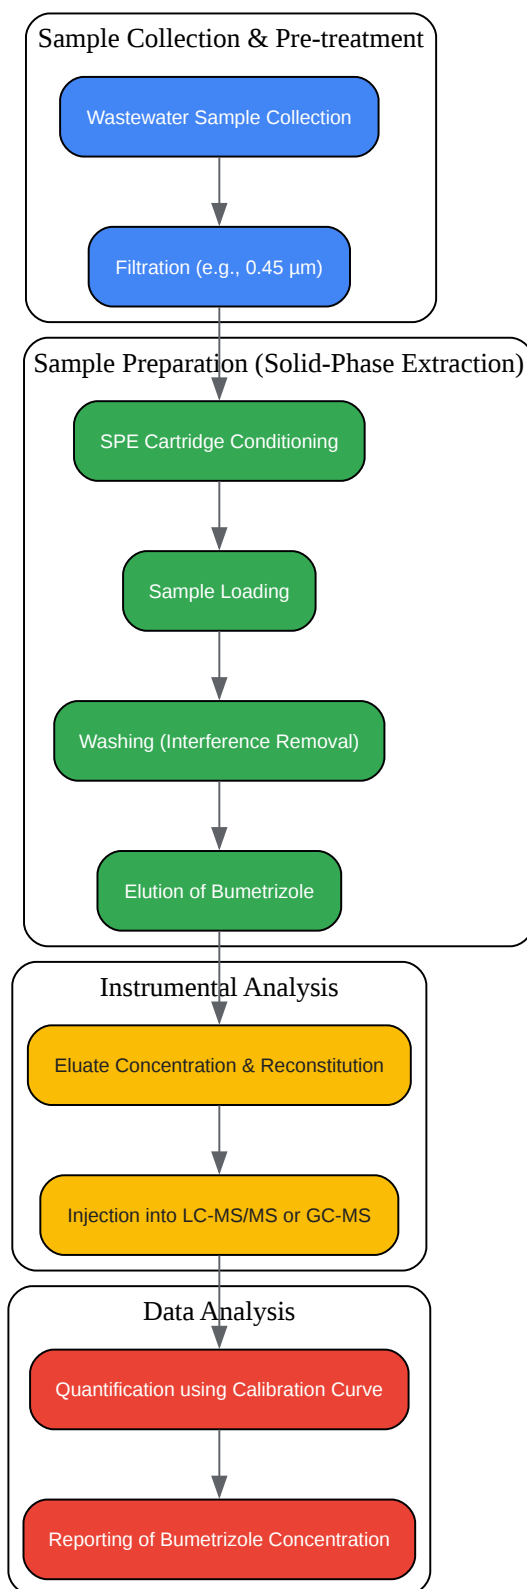 Sample Collection & Pre-treatment
Wastewater Sample Collection
Filtration (e.g., 0.45 µm)
Sample Preparation (Solid-Phase Extraction)
SPE Cartridge Conditioning
Sample Loading
Washing (Interference Removal)
Elution of Bumetrizole
Instrumental Analysis
Eluate Concentration & Reconstitution
Injection into LC-MS/MS or GC-MS
Data Analysis
Quantification using Calibration Curve
Reporting of Bumetrizole Concentration